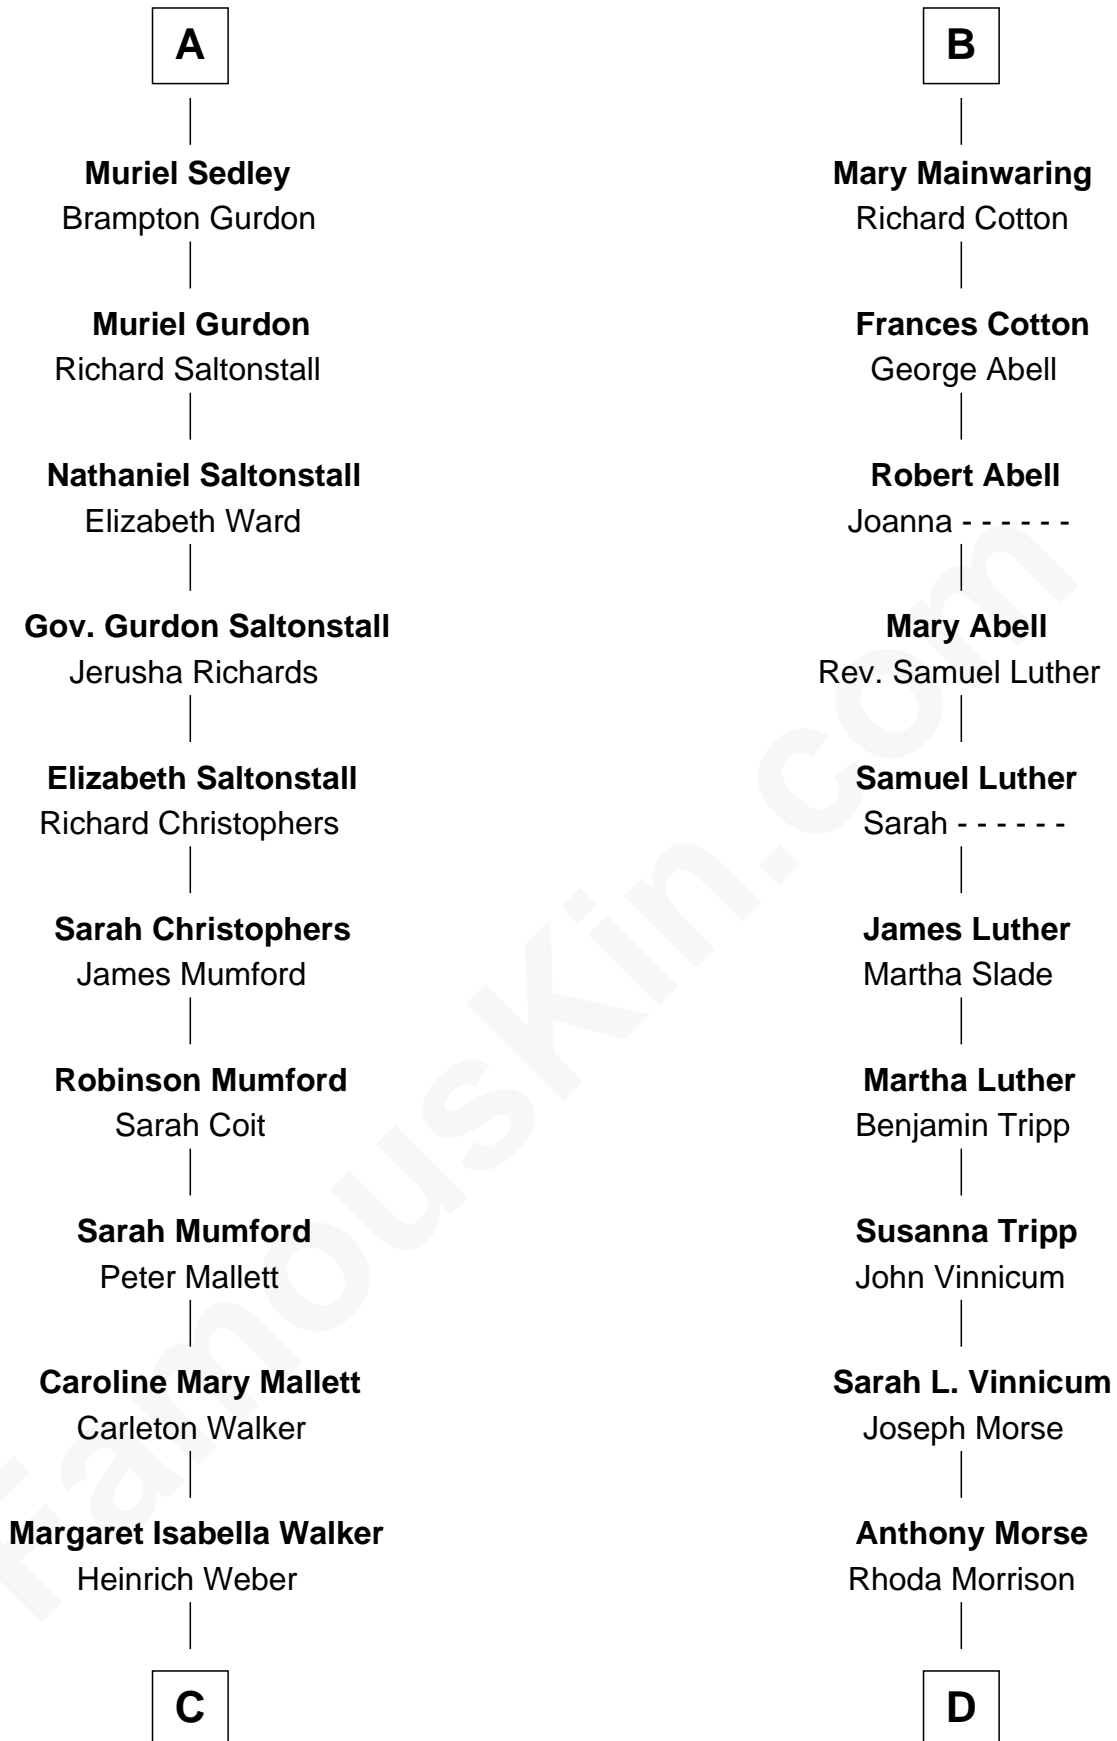 A
Muriel Sedley
Brampton Gurdon
Muriel Gurdon
Richard Saltonstall
Nathaniel Saltonstall
Elizabeth Ward
Gov. Gurdon Saltonstall
Jerusha Richards
Elizabeth Saltonstall
Richard Christophers
Sarah Christophers
James Mumford
Robinson Mumford
Sarah Coit
Sarah Mumford
Peter Mallett
Caroline Mary Mallett
Carleton Walker
Margaret Isabella Walker
Heinrich Weber
C
B
Mary Mainwaring
Richard Cotton
Frances Cotton
George Abell
Robert Abell
Joanna - - - - - -
Mary Abell
Rev. Samuel Luther
Samuel Luther
Sarah - - - - - -
James Luther
Martha Slade
Martha Luther
Benjamin Tripp
Susanna Tripp
John Vinnicum
Sarah L. Vinnicum
Joseph Morse
Anthony Morse
Rhoda Morrison
D
FamousKin.com